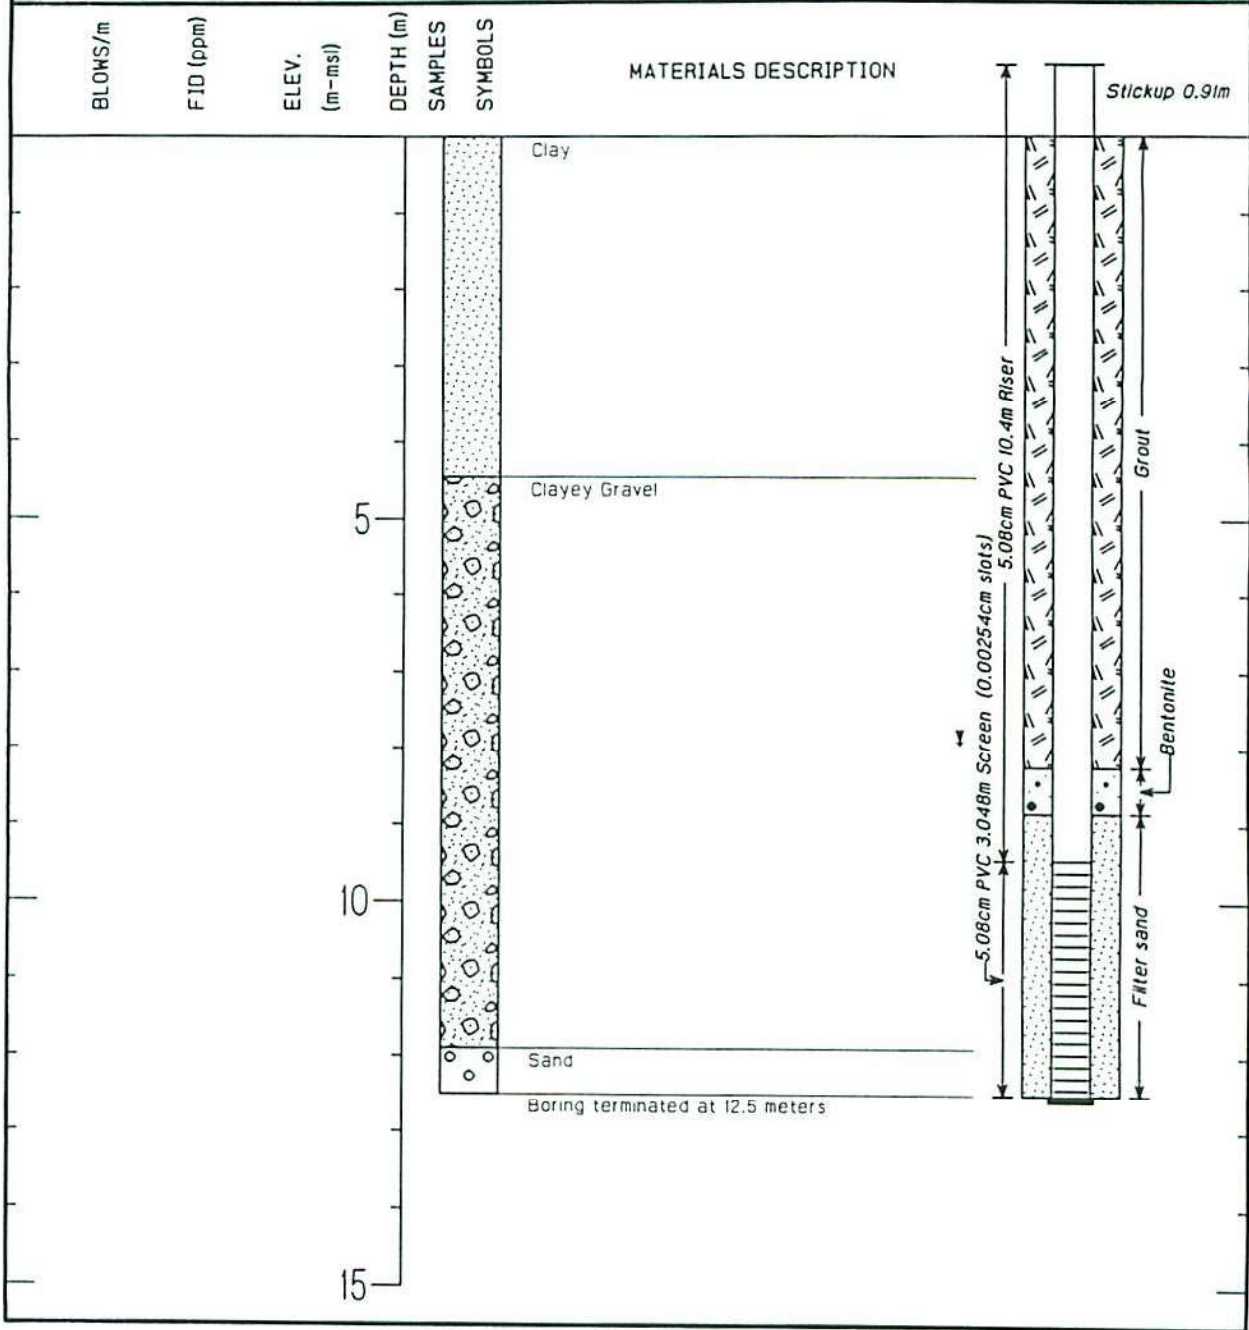 BLOWS/m
FID (ppm)
ELEV.
(m-msl)
DEPTH (m)
SAMPLES
SYMBOLS
MATERIALS DESCRIPTION
Stickup 0.91m
Clay
Clayey Gravel
Sand
Boring terminated at 12.5 meters
5
10
15
5.08cm PVC 10.4m Riser
5.08cm PVC 3.048m Screen (0.00254cm slots)
Grout
Bentonite
Filter sand